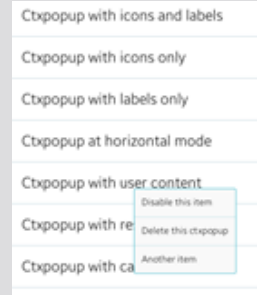 Ctxpopup with icons and labels
Ctxpopup with icons only
Ctxpopup with labels only
Ctxpopup at horizontal mode
Ctxpopup with user content
Disable this item
Ctxpopup with re
Delete this ctxpopup
Another item
Ctxpopup with ca